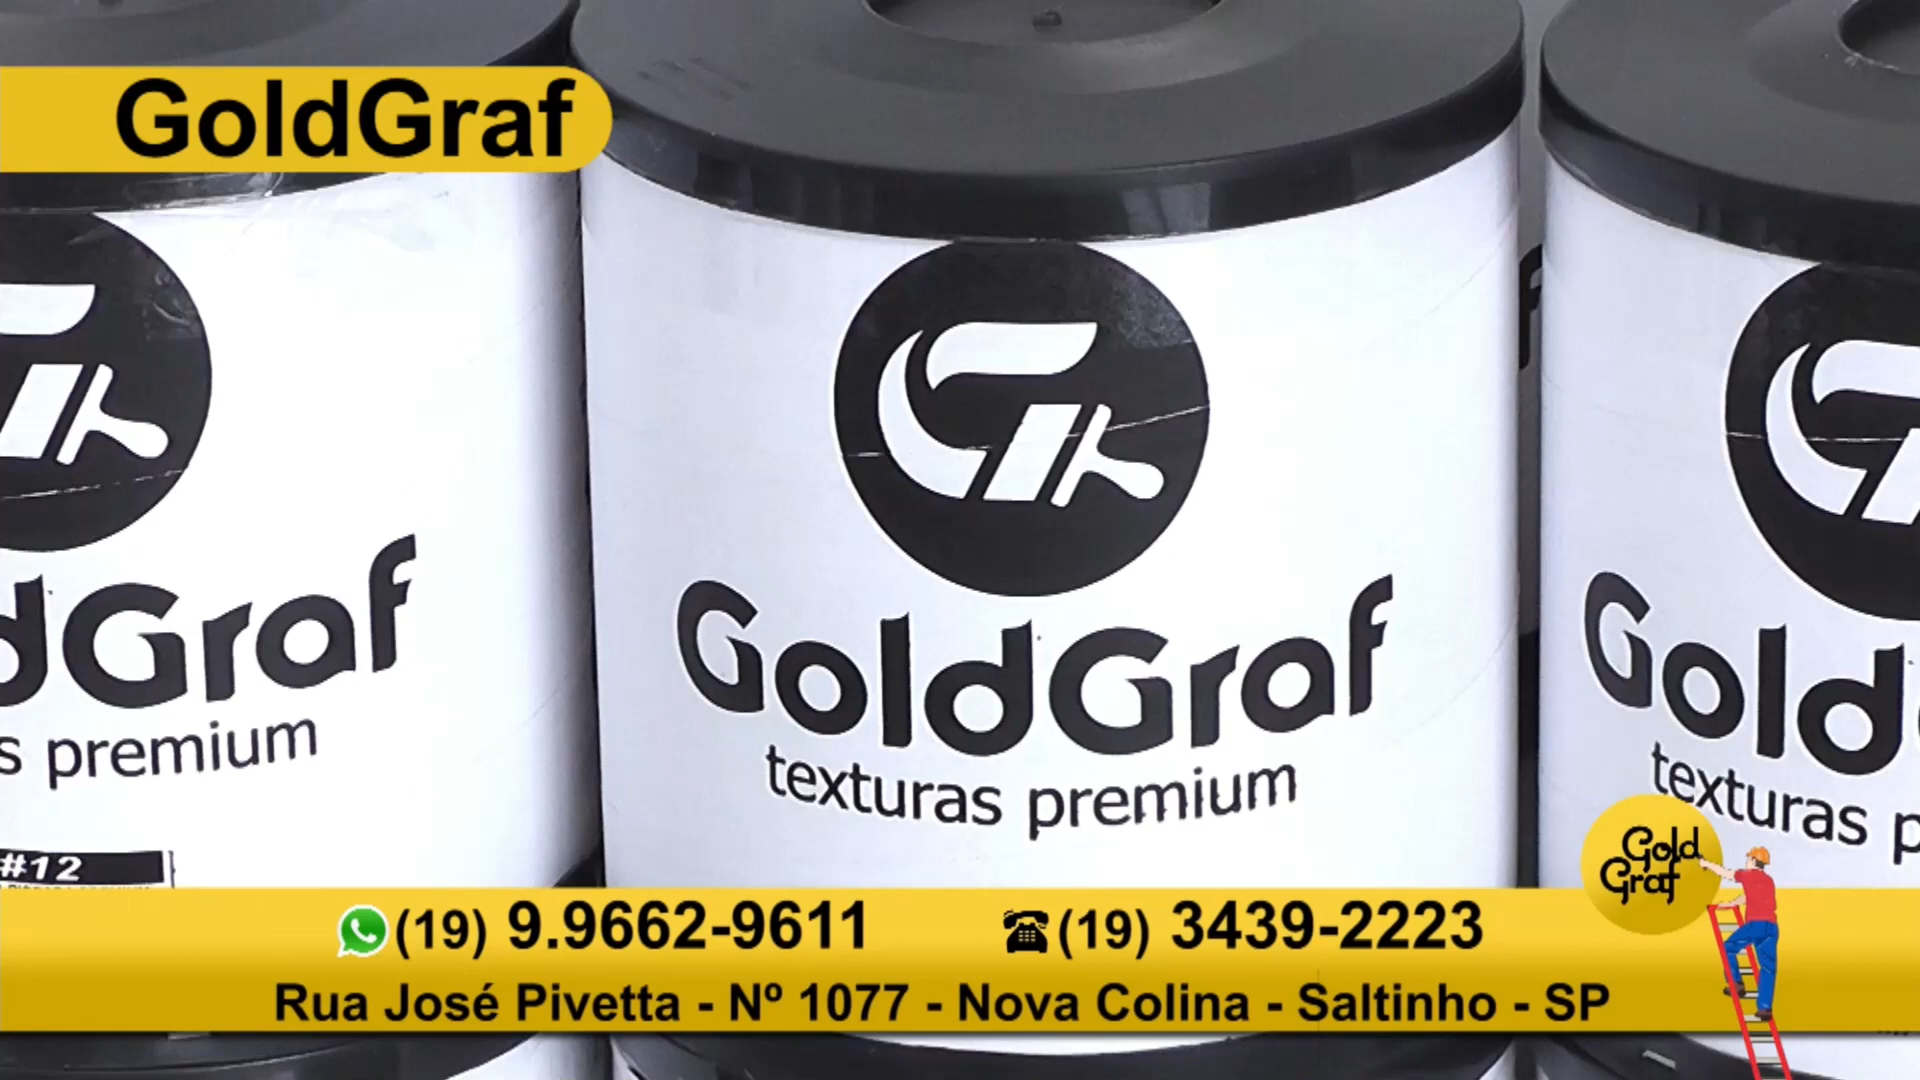 GoldGraf
dGraf
s premium
#12
GoldGraf
texturas premium
Gold
texturas p
Gold
Graf
(19) 9.9662-9611
(19) 3439-2223
Rua José Pivetta - Nº 1077 - Nova Colina - Saltinho - SP